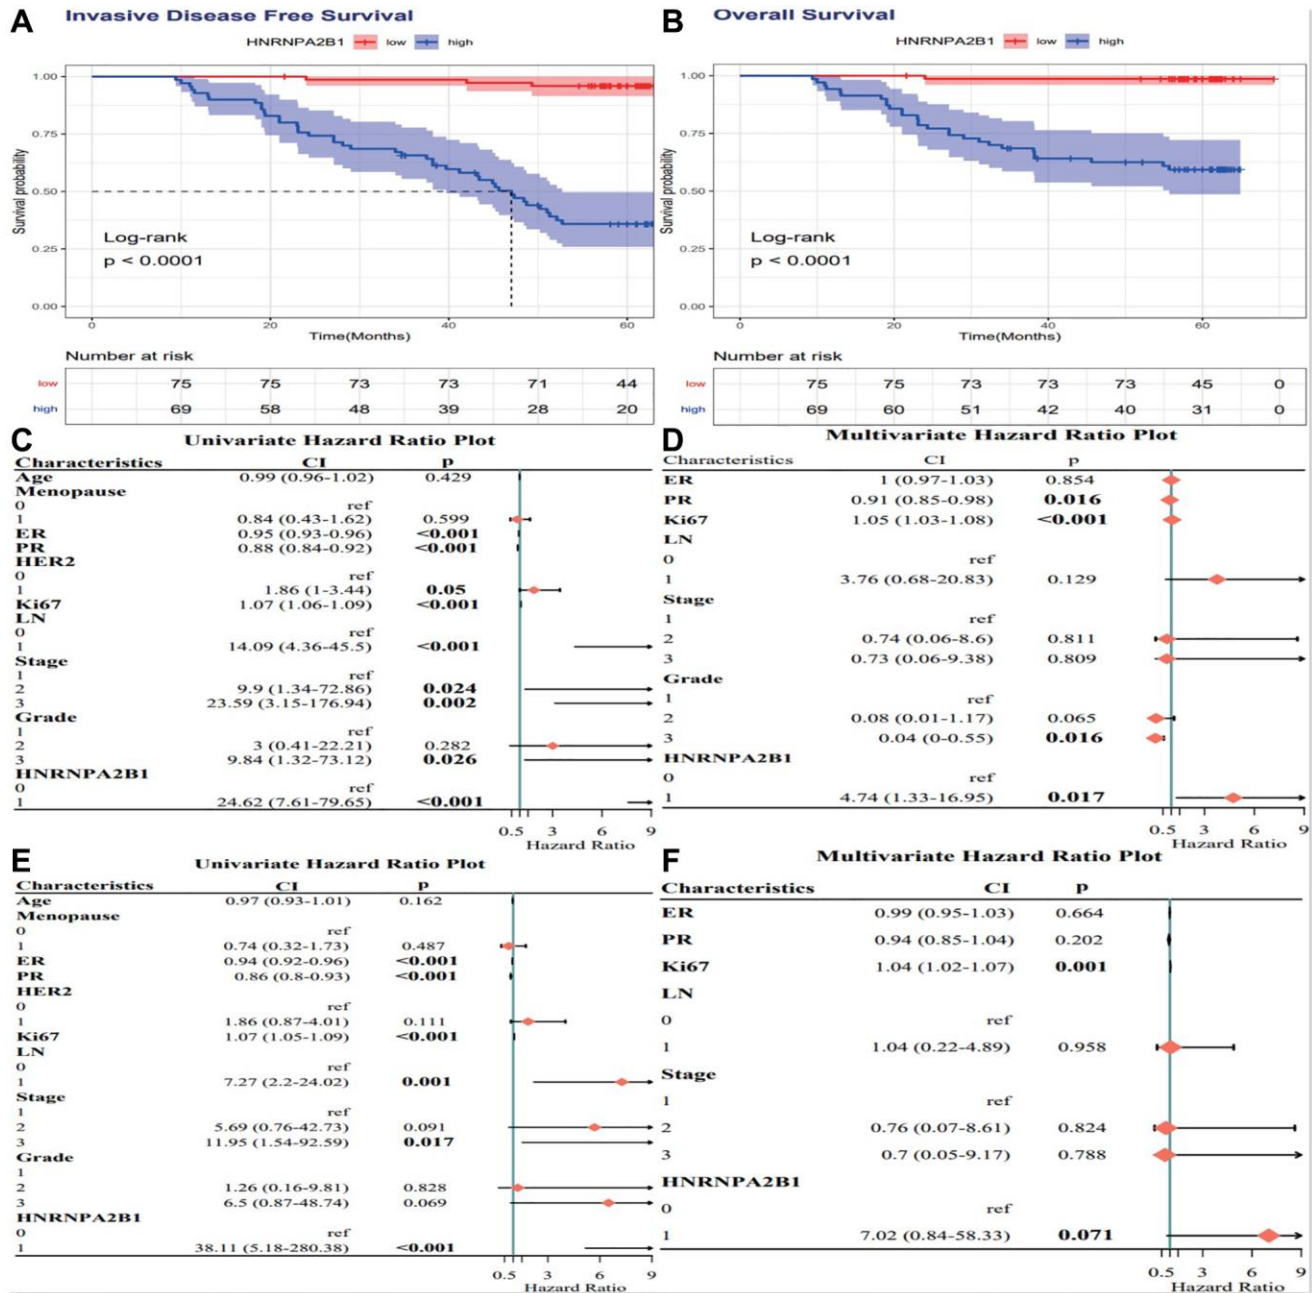 A
Invasive Disease Free Survival
HNRNPA2B1 low high
Survival probability
1.00
0.75
0.50
0.25
0.00
Log-rank
p < 0.0001
0 20 40 60
Time(Months)
Number at risk
low 75 75 73 73 71 44
high 69 58 48 39 28 20
B
Overall Survival
HNRNPA2B1 low high
Survival probability
1.00
0.75
0.50
0.25
0.00
Log-rank
p < 0.0001
0 20 40 60
Time(Months)
Number at risk
low 75 75 73 73 73 45 0
high 69 60 51 42 40 31 0
C
Univariate Hazard Ratio Plot
Characteristics CI p
Age 0.99 (0.96-1.02) 0.429
Menopause
0 ref
1 0.84 (0.43-1.62) 0.599
ER 0.95 (0.93-0.96) <0.001
PR 0.88 (0.84-0.92) <0.001
HER2
0 ref
1 1.86 (1-3.44) 0.05
Ki67 1.07 (1.06-1.09) <0.001
LN
0 ref
1 14.09 (4.36-45.5) <0.001
Stage
1 ref
2 9.9 (1.34-72.86) 0.024
3 23.59 (3.15-176.94) 0.002
Grade
1 ref
2 3 (0.41-22.21) 0.282
3 9.84 (1.32-73.12) 0.026
HNRNPA2B1
0 ref
1 24.62 (7.61-79.65) <0.001
0.5 3 6 9
Hazard Ratio
D
Multivariate Hazard Ratio Plot
Characteristics CI p
ER 1 (0.97-1.03) 0.854
PR 0.91 (0.85-0.98) 0.016
Ki67 1.05 (1.03-1.08) <0.001
LN
0 ref
1 3.76 (0.68-20.83) 0.129
Stage
1 ref
2 0.74 (0.06-8.6) 0.811
3 0.73 (0.06-9.38) 0.809
Grade
1 ref
2 0.08 (0.01-1.17) 0.065
3 0.04 (0-0.55) 0.016
HNRNPA2B1
0 ref
1 4.74 (1.33-16.95) 0.017
0.5 3 6 9
Hazard Ratio
E
Univariate Hazard Ratio Plot
Characteristics CI p
Age 0.97 (0.93-1.01) 0.162
Menopause
0 ref
1 0.74 (0.32-1.73) 0.487
ER 0.94 (0.92-0.96) <0.001
PR 0.86 (0.8-0.93) <0.001
HER2
0 ref
1 1.86 (0.87-4.01) 0.111
Ki67 1.07 (1.05-1.09) <0.001
LN
0 ref
1 7.27 (2.2-24.02) 0.001
Stage
1 ref
2 5.69 (0.76-42.73) 0.091
3 11.95 (1.54-92.59) 0.017
Grade
1 ref
2 1.26 (0.16-9.81) 0.828
3 6.5 (0.87-48.74) 0.069
HNRNPA2B1
0 ref
1 38.11 (5.18-280.38) <0.001
0.5 3 6 9
Hazard Ratio
F
Multivariate Hazard Ratio Plot
Characteristics CI p
ER 0.99 (0.95-1.03) 0.664
PR 0.94 (0.85-1.04) 0.202
Ki67 1.04 (1.02-1.07) 0.001
LN
0 ref
1 1.04 (0.22-4.89) 0.958
Stage
1 ref
2 0.76 (0.07-8.61) 0.824
3 0.7 (0.05-9.17) 0.788
HNRNPA2B1
0 ref
1 7.02 (0.84-58.33) 0.071
0.5 3 6 9
Hazard Ratio